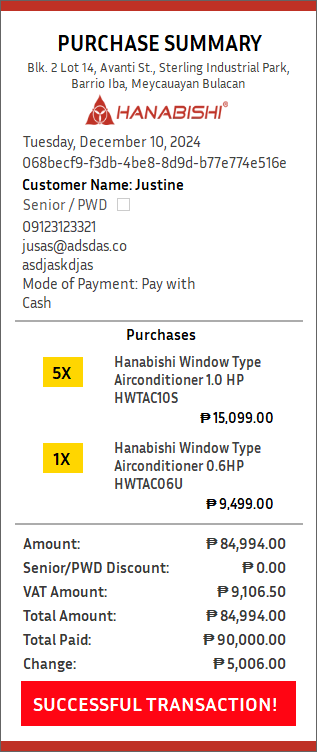 PURCHASE SUMMARY
Blk. 2 Lot 14, Avanti St., Sterling Industrial Park,
Barrio Iba, Meycauayan Bulacan
HANABISHI®
Tuesday, December 10, 2024
068becf9-f3db-4be8-8d9d-b77e774e516e
Customer Name: Justine
Senior / PWD
09123123321
jusas@adsdas.co
asdjaskdjas
Mode of Payment: Pay with
Cash
Purchases
5X
Hanabishi Window Type
Airconditioner 1.0 HP
HWTAC10S
₱ 15,099.00
1X
Hanabishi Window Type
Airconditioner 0.6HP
HWTAC06U
₱ 9,499.00
Amount: ₱ 84,994.00
Senior/PWD Discount: ₱ 0.00
VAT Amount: ₱ 9,106.50
Total Amount: ₱ 84,994.00
Total Paid: ₱ 90,000.00
Change: ₱ 5,006.00
SUCCESSFUL TRANSACTION!